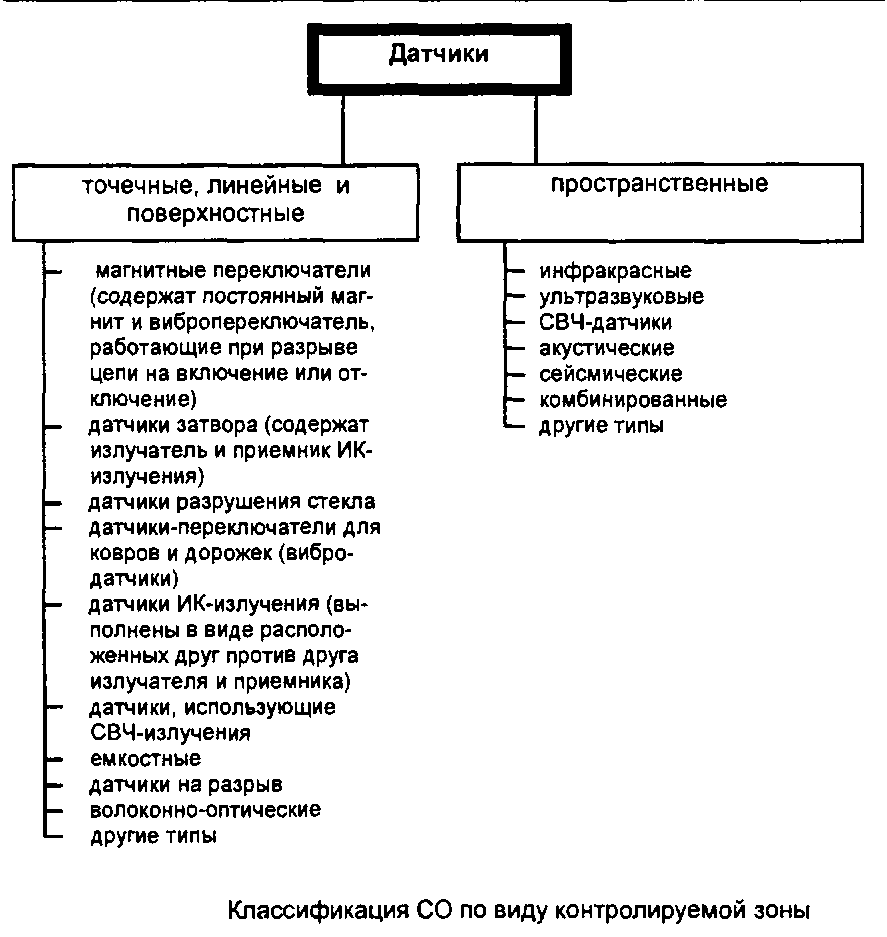 Датчики
точечные, линейные и
поверхностные
магнитные переключатели
(содержат постоянный маг-
нит и вибропереключатель,
работающие при разрыве
цепи на включение или от-
ключение)
датчики затвора (содержат
излучатель и приемник ИК-
излучения)
датчики разрушения стекла
датчики-переключатели для
ковров и дорожек (вибро-
датчики)
датчики ИК-излучения (вы-
полнены в виде располо-
женных друг против друга
излучателя и приемника)
датчики, использующие
СВЧ-излучения
емкостные
датчики на разрыв
волоконно-оптические
другие типы
пространственные
инфракрасные
ультразвуковые
СВЧ-датчики
акустические
сейсмические
комбинированные
другие типы
Классификация СО по виду контролируемой зоны